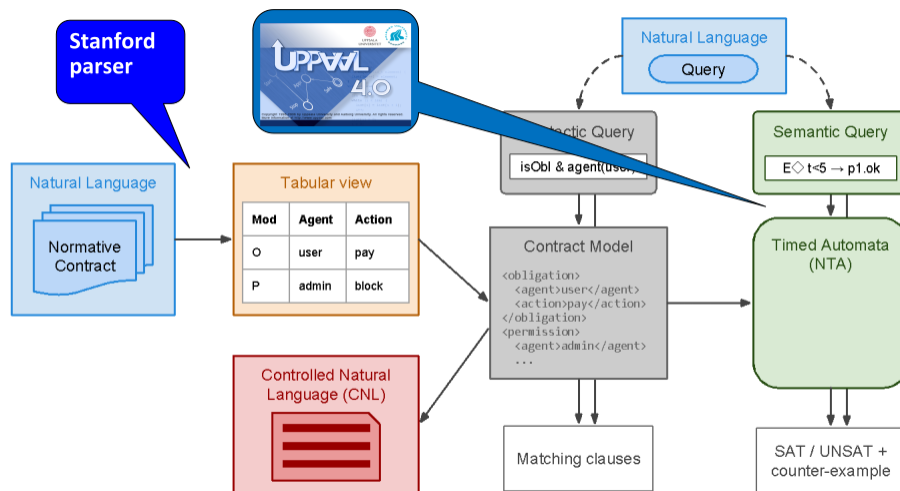 Stanford
parser
UPPAAL
4.0
Natural Language
Query
tactic Query
isObl & agent(user)
Semantic Query
E◇ t<5 → p1.ok
Natural Language
Normative
Contract
Tabular view
Mod Agent Action
O user pay
P admin block
Contract Model
<obligation>
<agent>user</agent>
<action>pay</action>
</obligation>
<permission>
<agent>admin</agent>
...
Timed Automata
(NTA)
Controlled Natural
Language (CNL)
Matching clauses
SAT / UNSAT +
counter-example